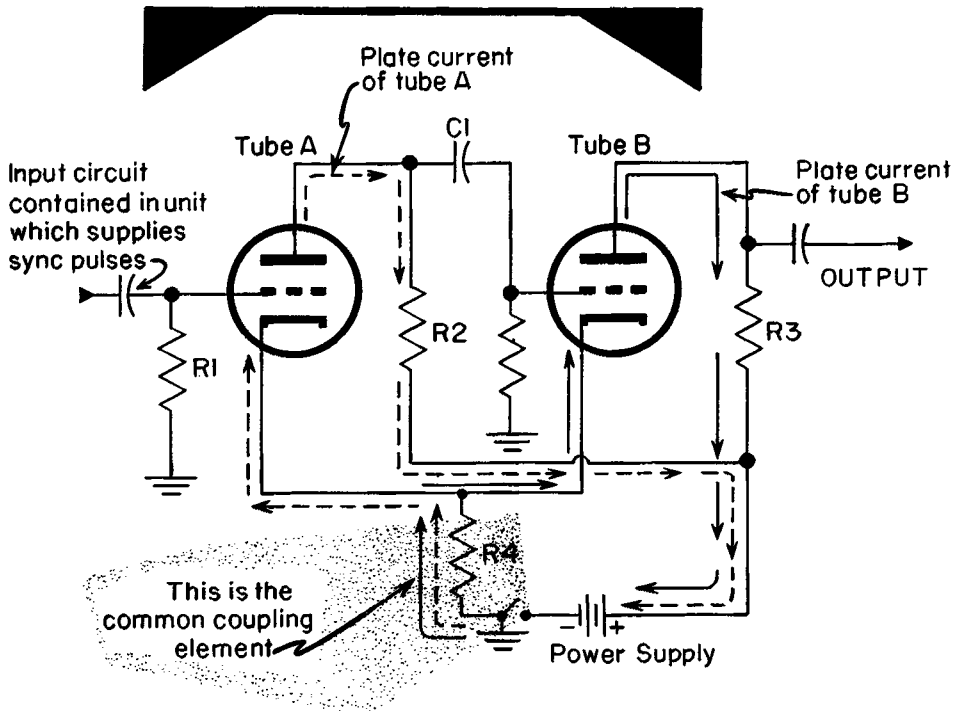 Plate current
of tube A
Tube A
C1
Tube B
Input circuit
contained in unit
which supplies
sync pulses
Plate current
of tube B
OUTPUT
R1
R2
R3
R4
This is the
common coupling
element
- +
Power Supply